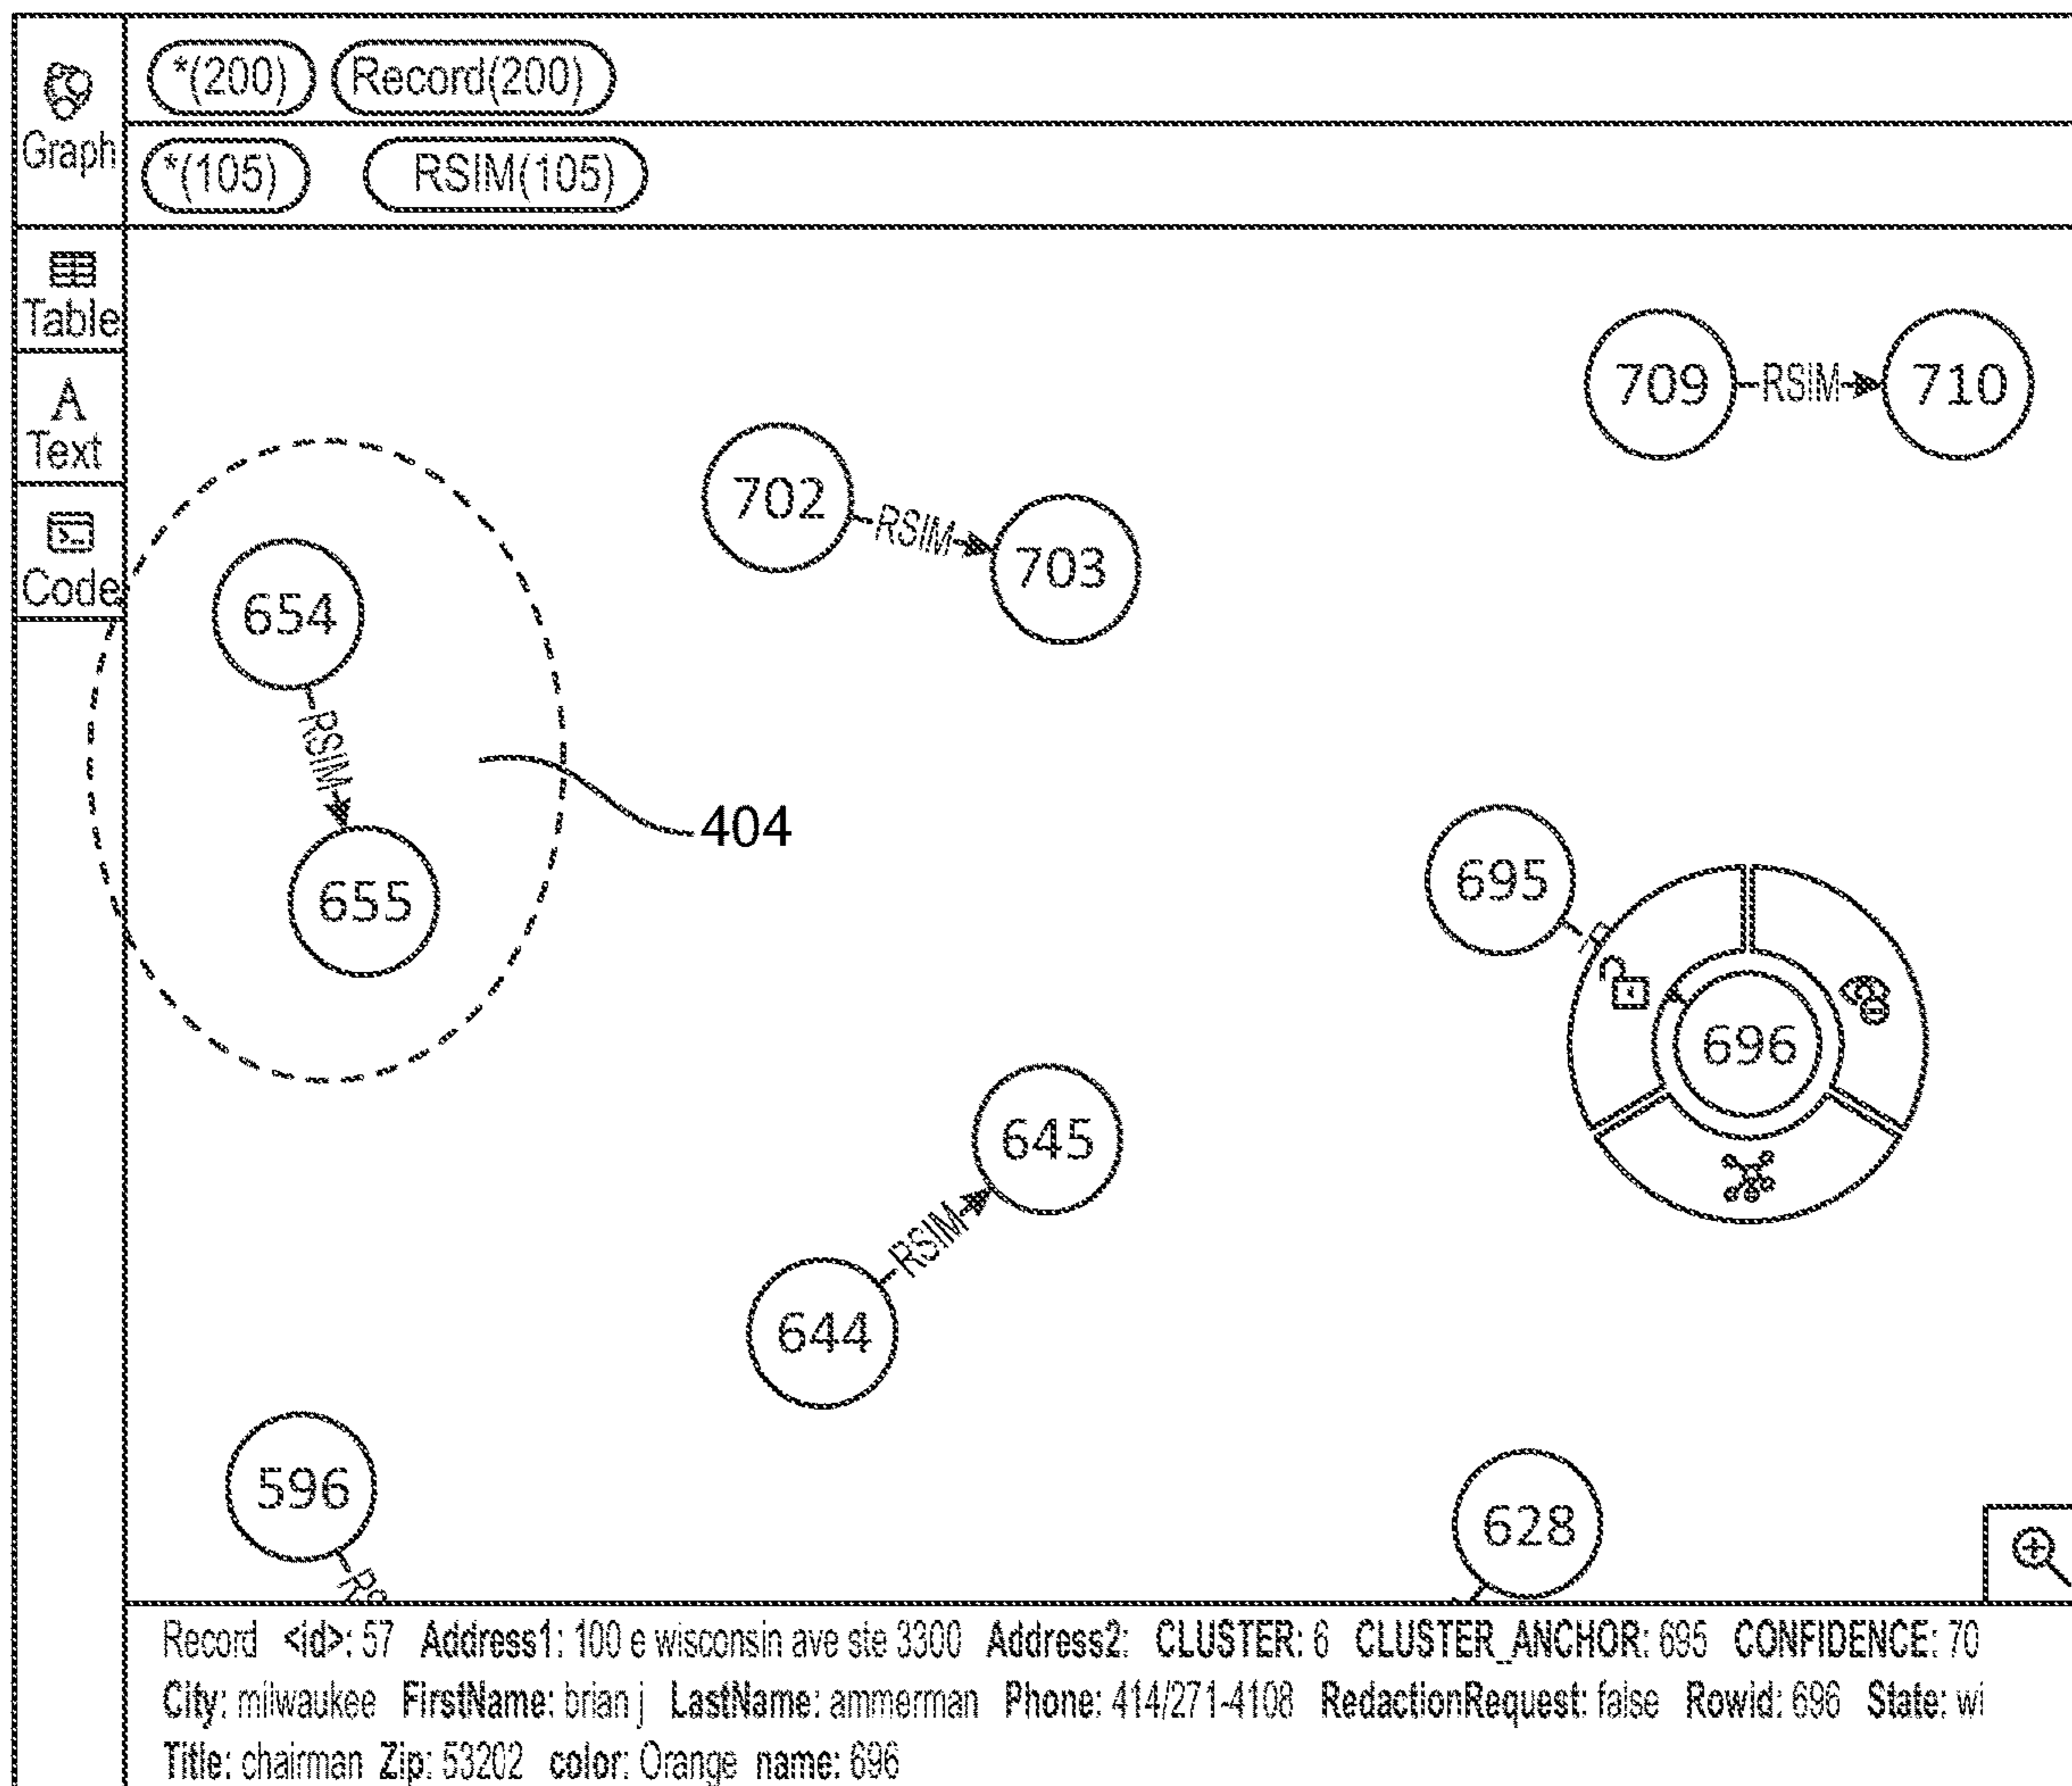 *(200) Record(200)
Graph
*(105) RSIM(105)
Table
A
Text
Code
709 RSIM 710
702 RSIM 703
654 RSIM 655
404
695 R 696
645
RSIM
644
596
RS
628
Record <id>: 57 Address1: 100 e wisconsin ave ste 3300 Address2: CLUSTER: 6 CLUSTER_ANCHOR: 695 CONFIDENCE: 70
City: milwaukee FirstName: brian j LastName: ammerman Phone: 414/271-4108 RedactionRequest: false Rowid: 696 State: wi
Title: chairman Zip: 53202 color: Orange name: 696